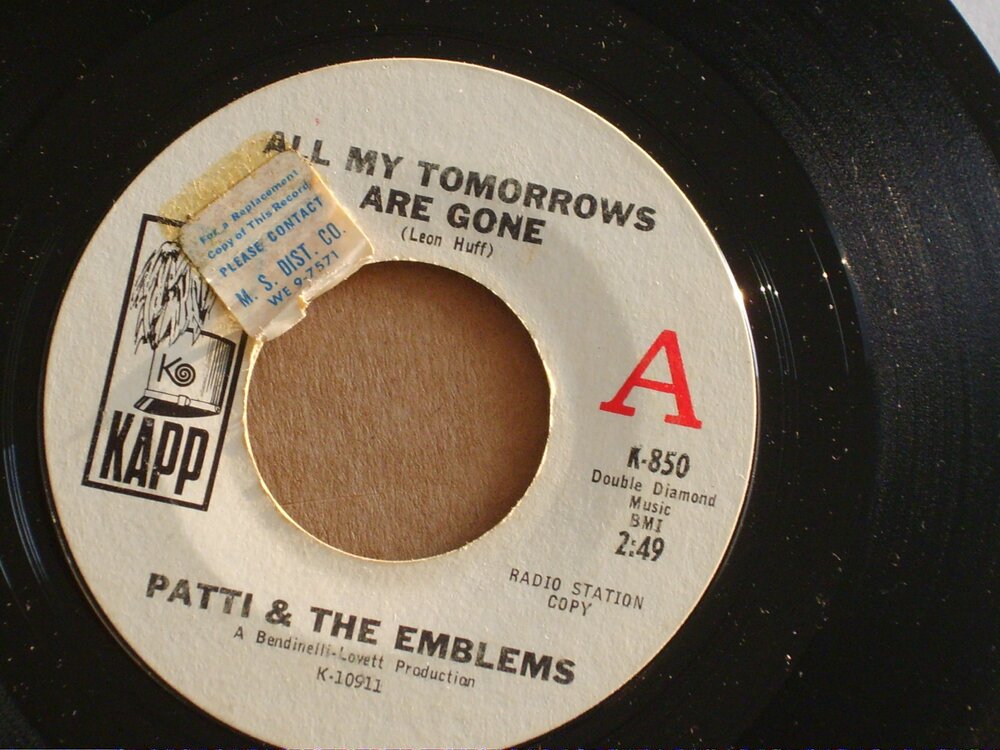 ALL MY TOMORROWS
ARE GONE
(Leon Huff)
For a Replacement
Copy of This Record
PLEASE CONTACT
M. S. DIST. CO.
WE 9-7571
K
KAPP
A
K-850
Double Diamond
Music
BMI
2:49
RADIO STATION
COPY
PATTI & THE EMBLEMS
A Bendinelli-Lovett Production
K-10911